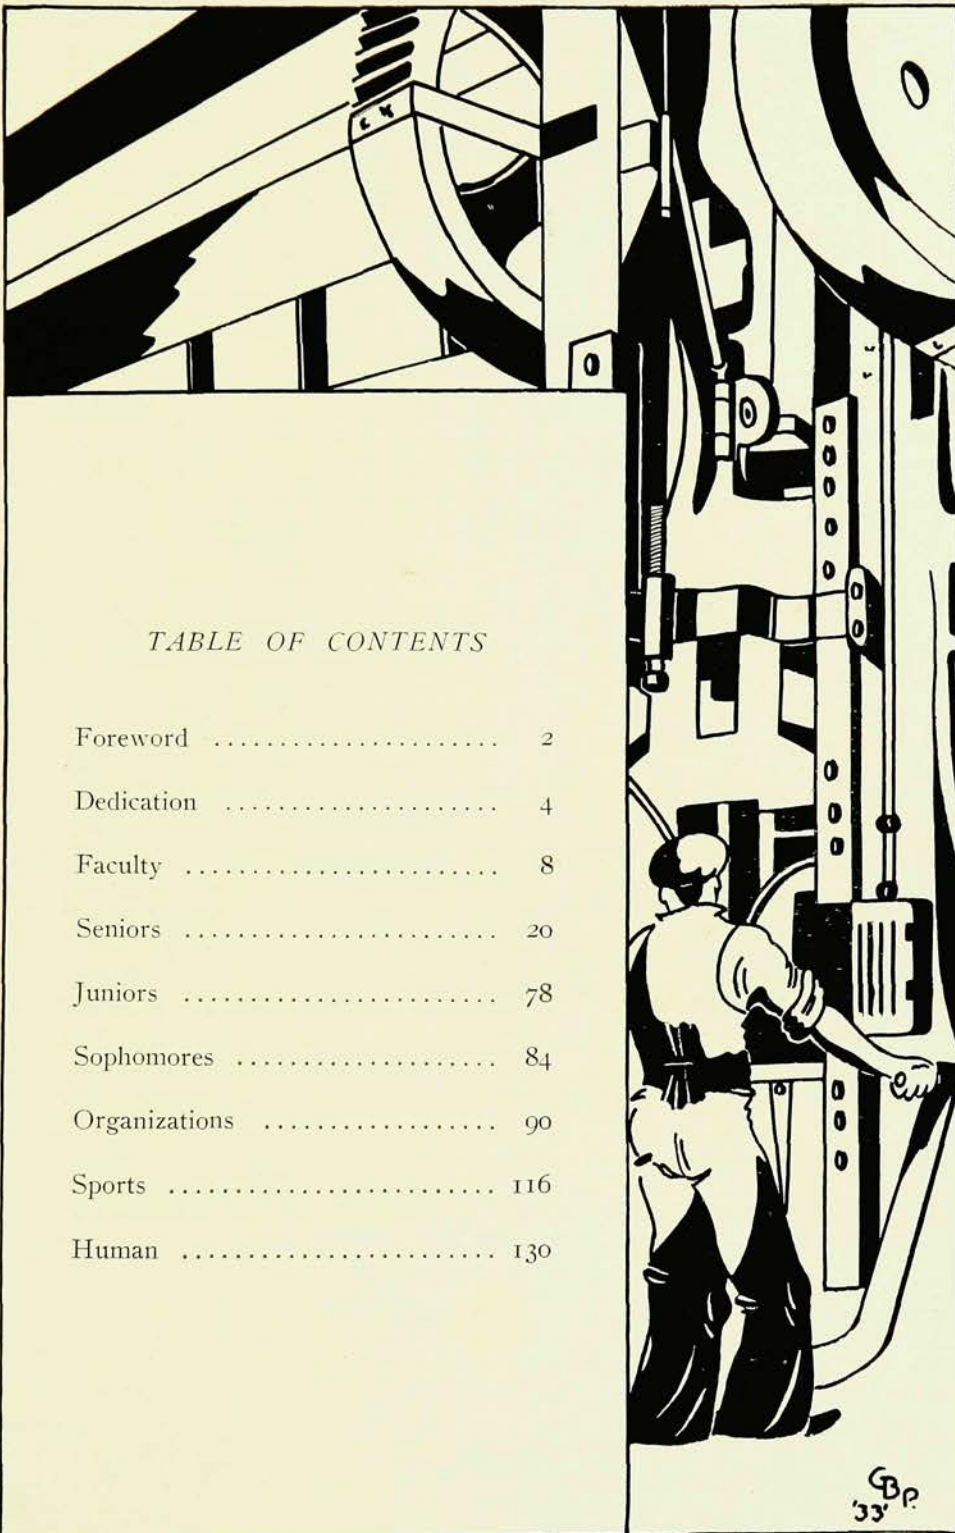 TABLE OF CONTENTS
Foreword ...................... 2
Dedication ..................... 4
Faculty ........................ 8
Seniors ........................ 20
Juniors ........................ 78
Sophomores .................... 84
Organizations .................. 90
Sports ......................... 116
Human ........................ 130
GBP.
'33'